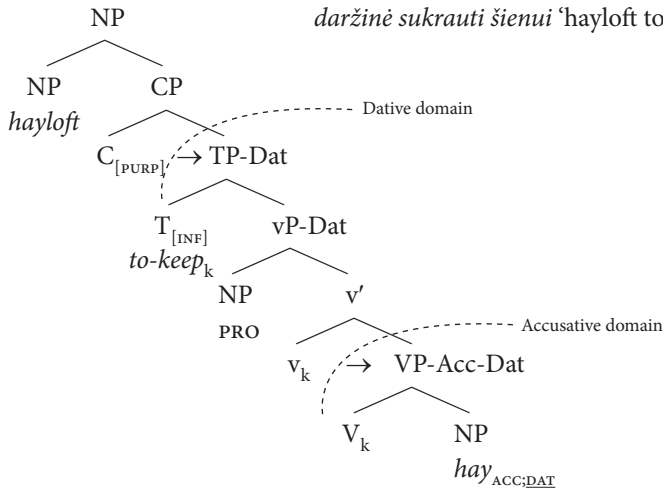 NP daržinė sukrauti šienui ‘hayloft to
NP CP
hayloft Dative domain
C[PURP] → TP-Dat
T[INF] vP-Dat
to-keepk
NP v′
PRO Accusative domain
vk → VP-Acc-Dat
Vk NP
hayACC;DAT